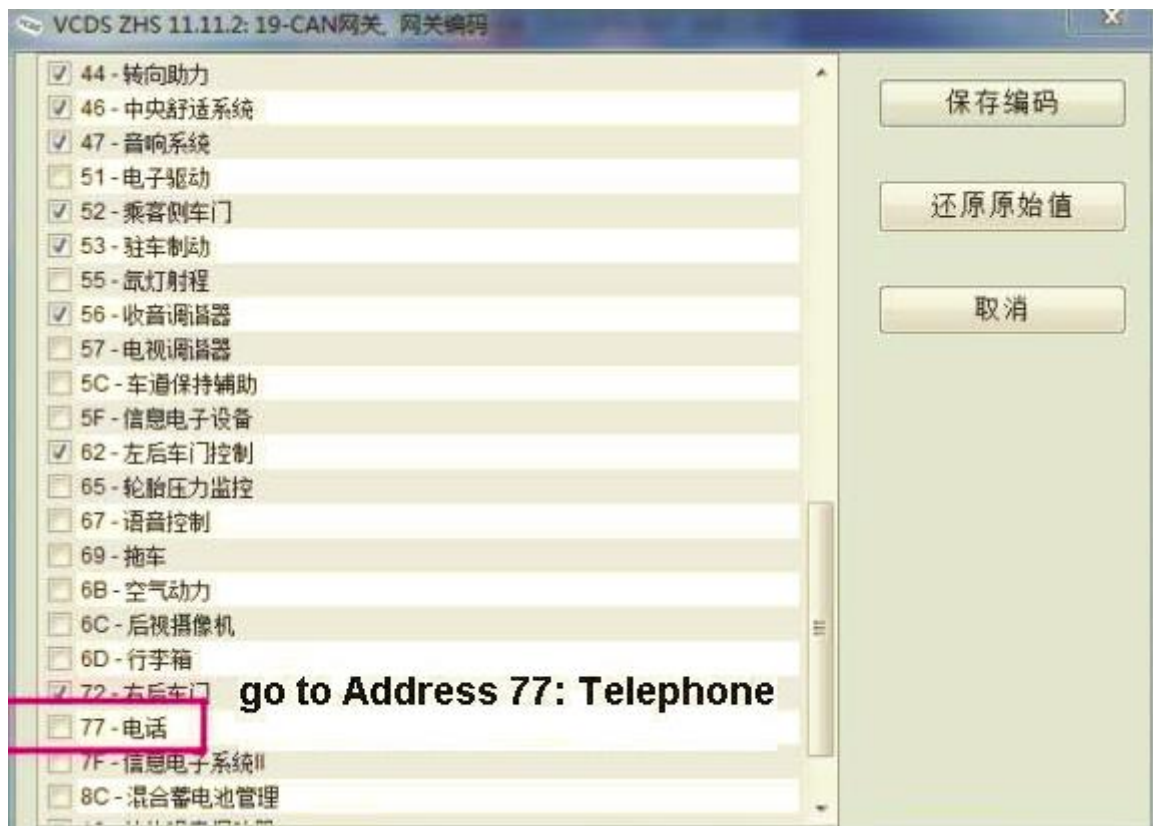 VCDS ZHS 11.11.2: 19-CAN网关, 网关编码
44 - 转向助力
46 - 中央舒适系统
47 - 音响系统
51 - 电子驱动
52 - 乘客侧车门
53 - 驻车制动
55 - 氙灯射程
56 - 收音调谐器
57 - 电视调谐器
5C - 车道保持辅助
5F - 信息电子设备
62 - 左后车门控制
65 - 轮胎压力监控
67 - 语音控制
69 - 拖车
6B - 空气动力
6C - 后视摄像机
6D - 行李箱
72 - 右后车门
go to Address 77: Telephone
77 - 电话
7F - 信息电子系统II
8C - 混合蓄电池管理
保存编码
还原原始值
取消